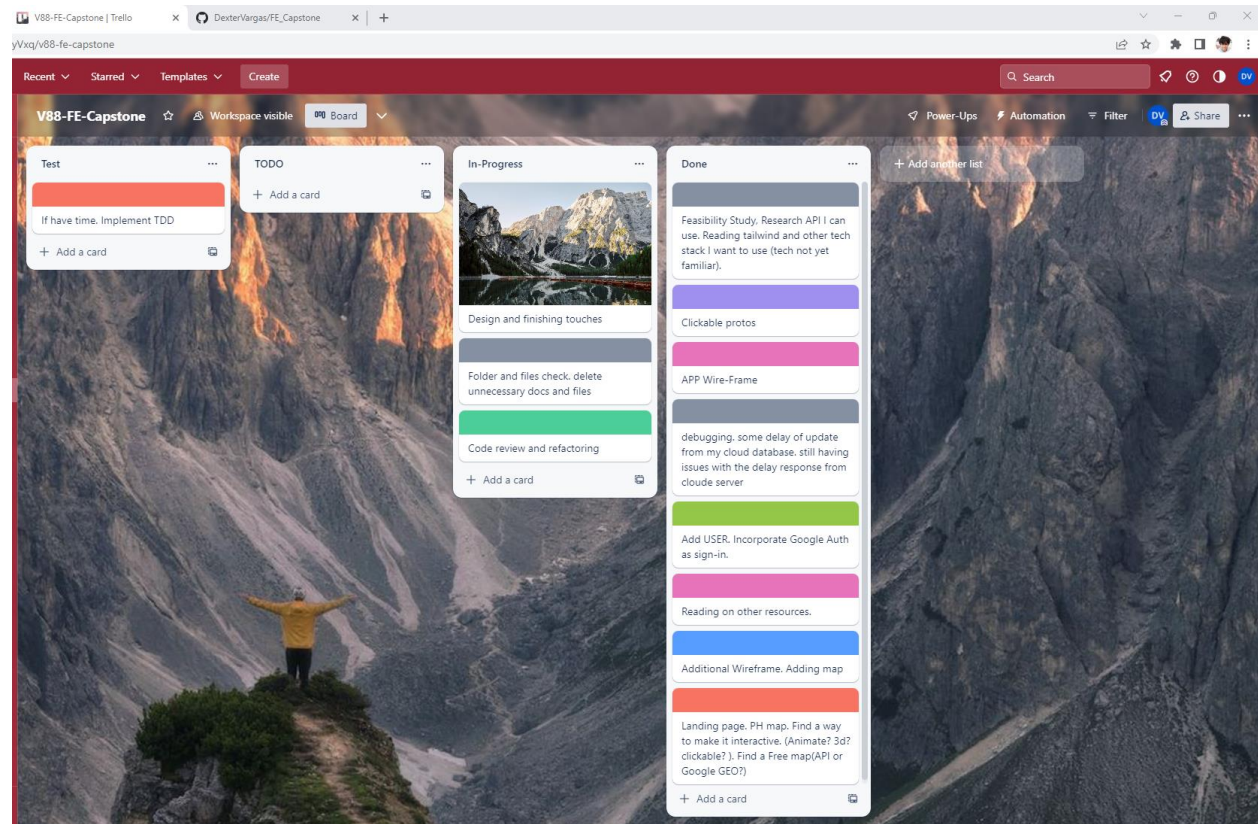 V88-FE-Capstone | Trello
DexterVargas/FE_Capstone
yVxq/v88-fe-capstone
Recent
Starred
Templates
Create
Search
DV
V88-FE-Capstone
Workspace visible
Board
Power-Ups
Automation
Filter
DV
Share
Test
If have time. Implement TDD
+ Add a card
TODO
+ Add a card
In-Progress
Design and finishing touches
Folder and files check. delete
unnecessary docs and files
Code review and refactoring
+ Add a card
Done
Feasibility Study, Research API I can
use. Reading tailwind and other tech
stack I want to use (tech not yet
familiar).
Clickable protos
APP Wire-Frame
debugging. some delay of update
from my cloud database. still having
issues with the delay response from
cloude server
Add USER. Incorporate Google Auth
as sign-in.
Reading on other resources.
Additional Wireframe. Adding map
Landing page. PH map. Find a way
to make it interactive. (Animate? 3d?
clickable? ). Find a Free map(API or
Google GEO?)
+ Add a card
+ Add another list